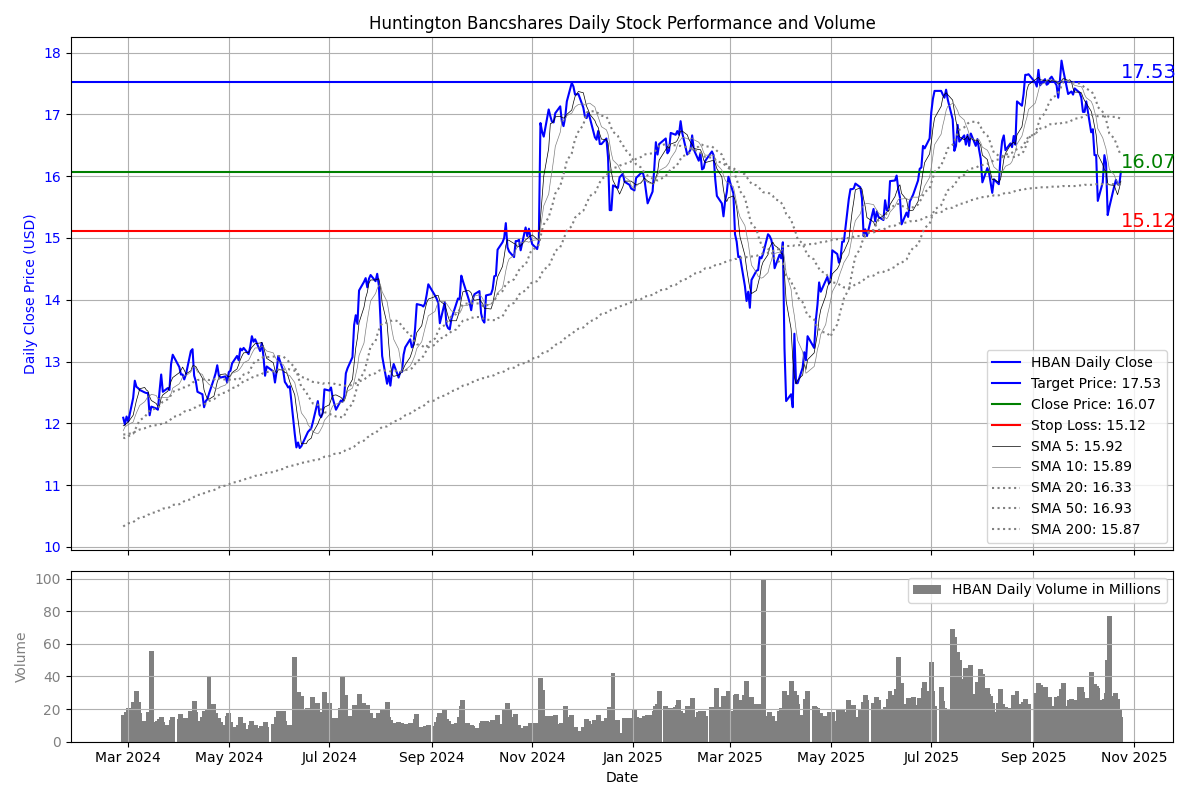 Huntington Bancshares Daily Stock Performance and Volume
Daily Close Price (USD)
18
17
16
15
14
13
12
11
10
17.53
16.07
15.12
HBAN Daily Close
Target Price: 17.53
Close Price: 16.07
Stop Loss: 15.12
SMA 5: 15.92
SMA 10: 15.89
SMA 20: 16.33
SMA 50: 16.93
SMA 200: 15.87
Volume
100
80
60
40
20
0
HBAN Daily Volume in Millions
Mar 2024 May 2024 Jul 2024 Sep 2024 Nov 2024 Jan 2025 Mar 2025 May 2025 Jul 2025 Sep 2025 Nov 2025
Date